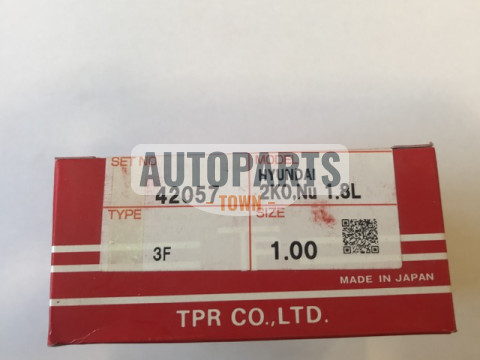 SET NO
MODEL
AUTOPARTS
HYUNDAI
42057
TOWN
2KO,Nu 1.8L
TYPE
SIZE
3F
1.00
MADE IN JAPAN
TPR CO.,LTD.